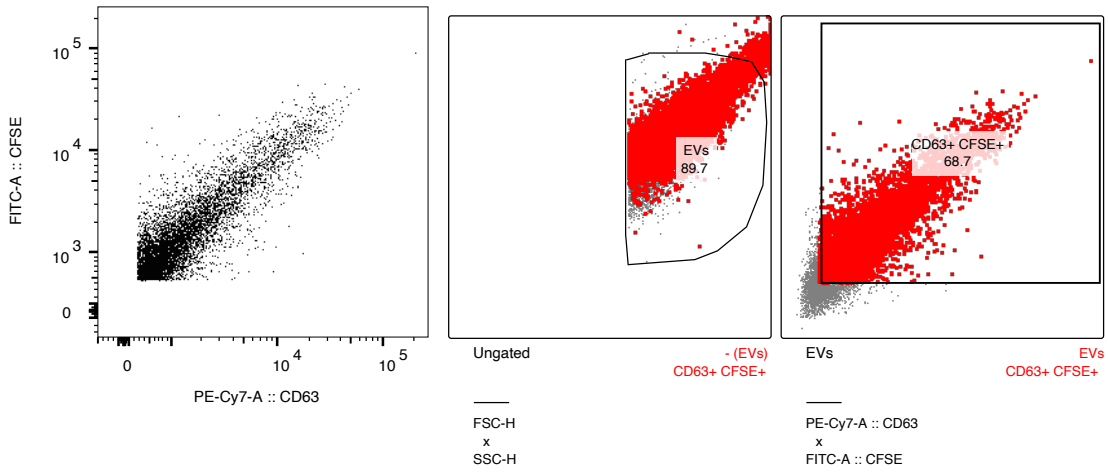 FITC-A :: CFSE
10^5
10^4
10^3
0
0
10^4
10^5
PE-Cy7-A :: CD63
EVs
89.7
Ungated
- (EVs)
CD63+ CFSE+
FSC-H
x
SSC-H
CD63+ CFSE+
68.7
EVs
EVs
CD63+ CFSE+
PE-Cy7-A :: CD63
x
FITC-A :: CFSE